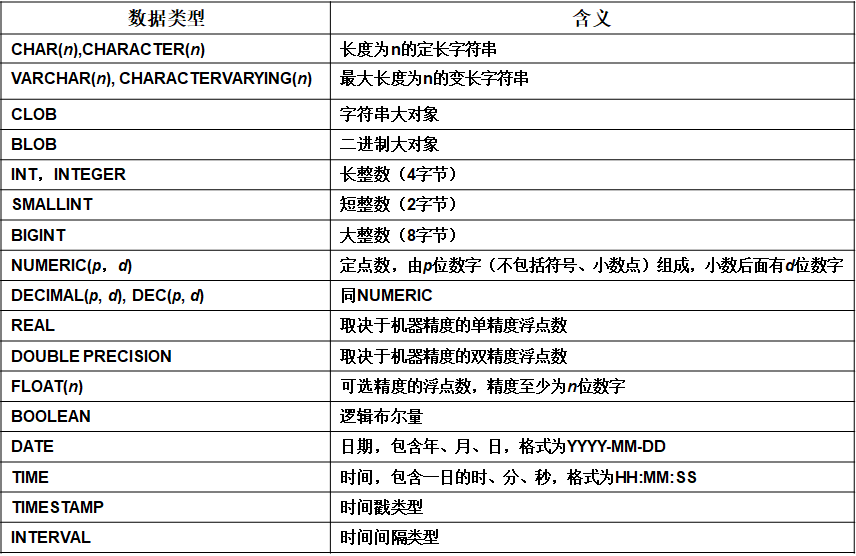 数据类型 含义
CHAR(n),CHARACTER(n) 长度为n的定长字符串
VARCHAR(n), CHARACTERVARYING(n) 最大长度为n的变长字符串
CLOB 字符串大对象
BLOB 二进制大对象
INT，INTEGER 长整数（4字节）
SMALLINT 短整数（2字节）
BIGINT 大整数（8字节）
NUMERIC(p，d) 定点数，由p位数字（不包括符号、小数点）组成，小数后面有d位数字
DECIMAL(p, d), DEC(p, d) 同NUMERIC
REAL 取决于机器精度的单精度浮点数
DOUBLE PRECISION 取决于机器精度的双精度浮点数
FLOAT(n) 可选精度的浮点数，精度至少为n位数字
BOOLEAN 逻辑布尔量
DATE 日期，包含年、月、日，格式为YYYY-MM-DD
TIME 时间，包含一日的时、分、秒，格式为HH:MM:SS
TIMESTAMP 时间戳类型
INTERVAL 时间间隔类型